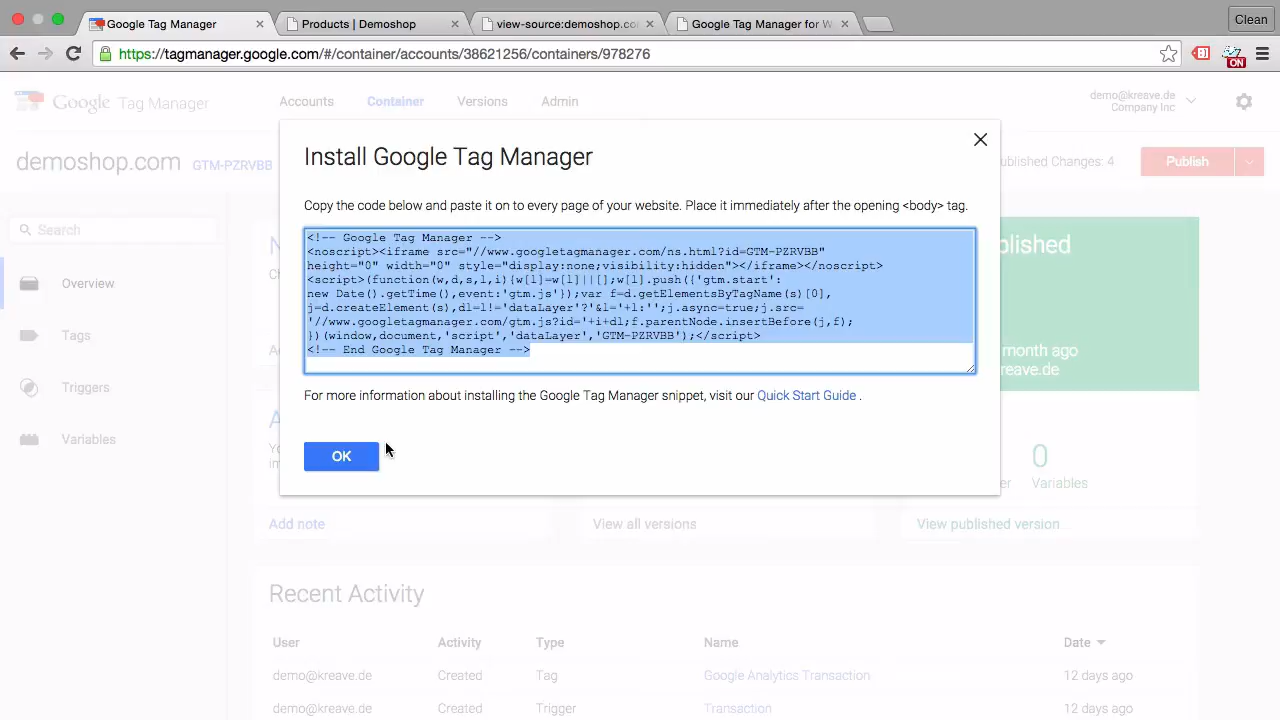 Google Tag Manager
Products | Demoshop
view-source:demoshop.co
Google Tag Manager for W
Clean
https://tagmanager.google.com/#/container/accounts/38621256/containers/978276
ON
Google Tag Manager
Accounts
Container
Versions
Admin
demo@kreave.de
Company Inc
demoshop.com
GTM-PZRVBB
ublished Changes: 4
Publish
Install Google Tag Manager
Copy the code below and paste it on to every page of your website. Place it immediately after the opening <body> tag.
<!-- Google Tag Manager -->
<noscript><iframe src="//www.googletagmanager.com/ns.html?id=GTM-PZRVBB"
height="0" width="0" style="display:none;visibility:hidden"></iframe></noscript>
<script>(function(w,d,s,l,i){w[l]=w[l]||[];w[l].push({'gtm.start':
new Date().getTime(),event:'gtm.js'});var f=d.getElementsByTagName(s)[0],
j=d.createElement(s),dl=l!='dataLayer'?'&l='+l:'';j.async=true;j.src=
'//www.googletagmanager.com/gtm.js?id='+i+dl;f.parentNode.insertBefore(j,f);
})(window,document,'script','dataLayer','GTM-PZRVBB');</script>
<!-- End Google Tag Manager -->
For more information about installing the Google Tag Manager snippet, visit our Quick Start Guide .
OK
Search
Overview
Tags
Triggers
Variables
blished
month ago
reave.de
0
er
Variables
Add note
View all versions
View published version
Recent Activity
User
Activity
Type
Name
Date
demo@kreave.de
Created
Tag
Google Analytics Transaction
12 days ago
demo@kreave.de
Created
Trigger
Transaction
12 days ago